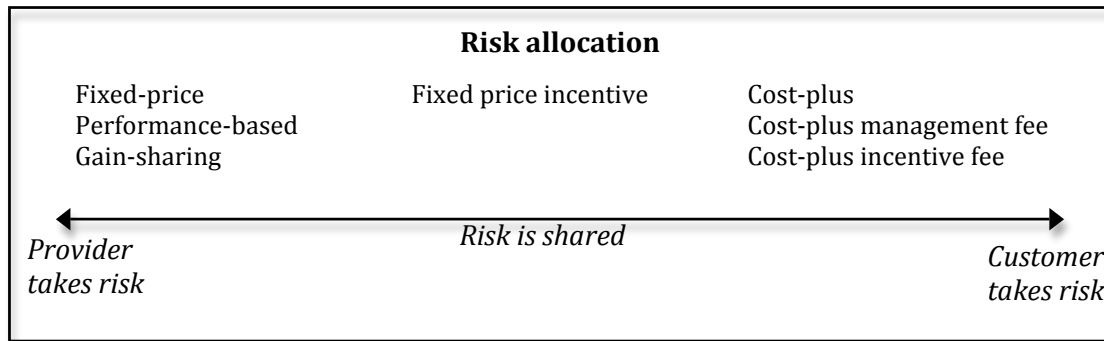 Risk allocation
Fixed-price
Performance-based
Gain-sharing
Fixed price incentive
Cost-plus
Cost-plus management fee
Cost-plus incentive fee
Provider
takes risk
Risk is shared
Customer
takes risk